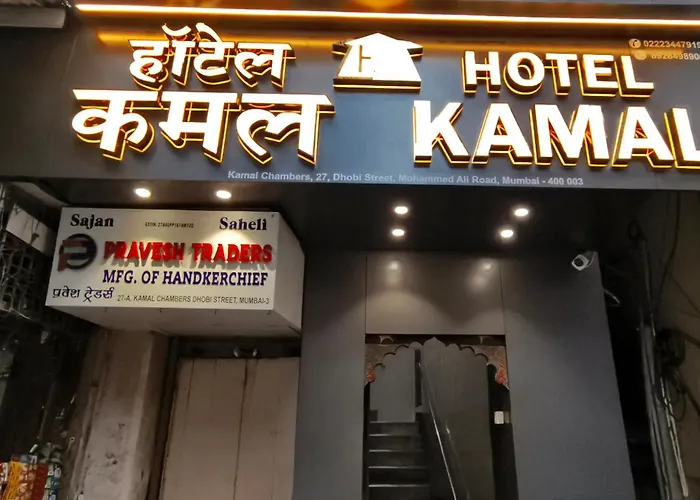 हॉटेल
कमल
H
HOTEL
KAMAL
0222344791
Kamal Chambers, 27, Dhobi Street, Mohammed Ali Road, Mumbai - 400 003
Sajan Saheli
PRAVESH TRADERS
MFG. OF HANDKERCHIEF
प्रवेश ट्रेडर्स 27-A, KAMAL CHAMBERS DHOBI STREET, MUMBAI-3